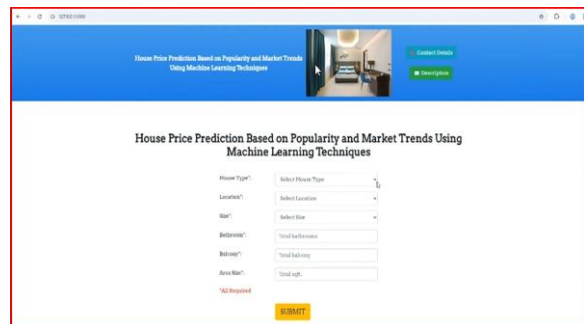 House Price Prediction Based on Popularity and Market Trends
Using Machine Learning Techniques
Contact Details
Description
House Price Prediction Based on Popularity and Market Trends Using
Machine Learning Techniques
House Type*:
Select House Type
Location*:
Select Location
Size*:
Select Size
Bathroom*:
Total bathrooms
Balcony*:
Total balcony
Area Size*:
Total sqft.
*All Required
SUBMIT